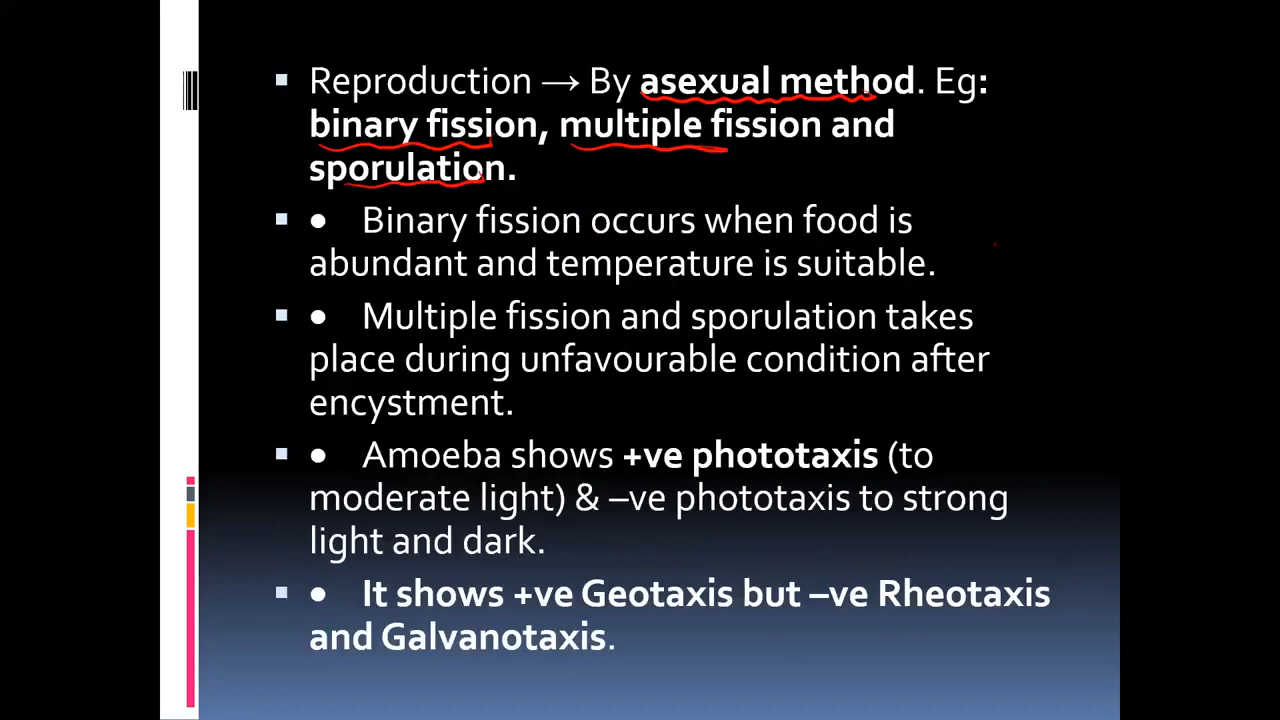 Reproduction → By asexual method. Eg:
binary fission, multiple fission and
sporulation.
● Binary fission occurs when food is
abundant and temperature is suitable.
● Multiple fission and sporulation takes
place during unfavourable condition after
encystment.
● Amoeba shows +ve phototaxis (to
moderate light) & –ve phototaxis to strong
light and dark.
● It shows +ve Geotaxis but –ve Rheotaxis
and Galvanotaxis.